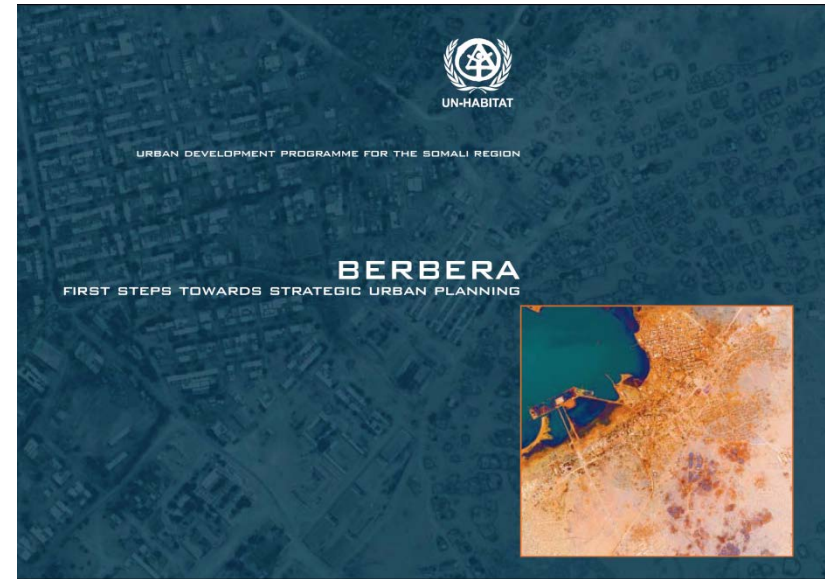 UN-HABITAT
URBAN DEVELOPMENT PROGRAMME FOR THE SOMALI REGION
BERBERA
FIRST STEPS TOWARDS STRATEGIC URBAN PLANNING